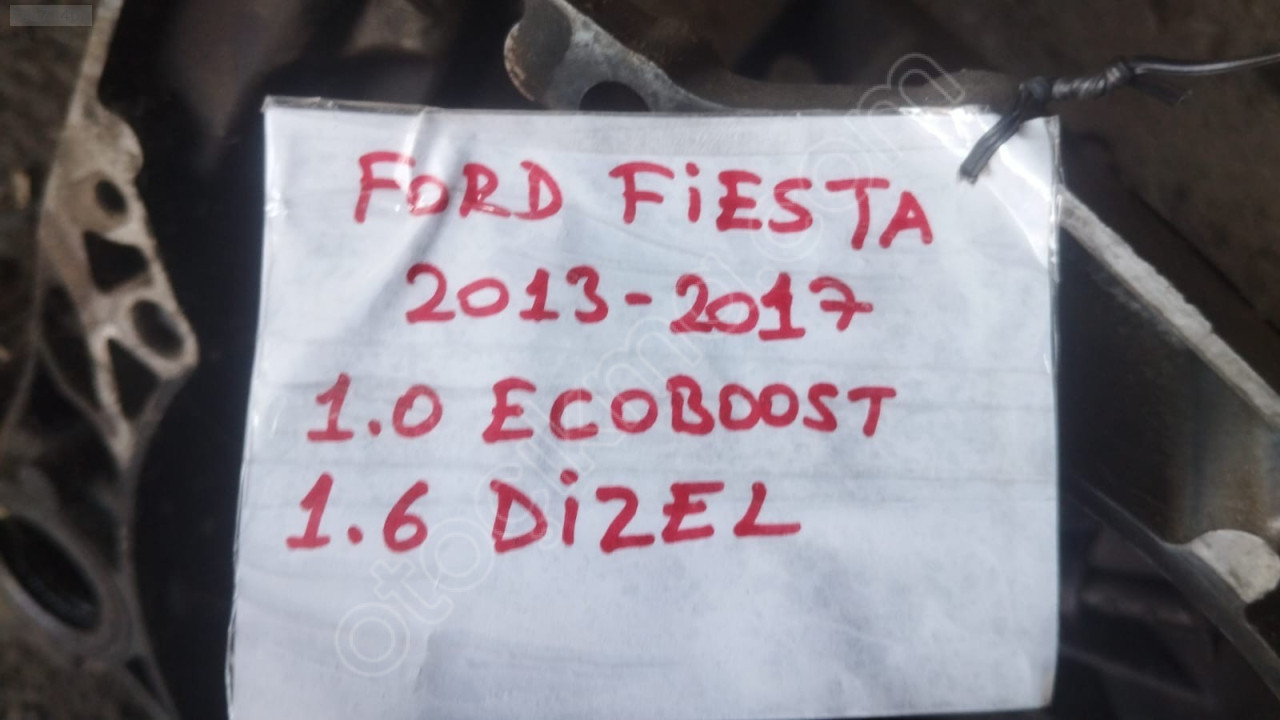 FORD FiESTA
2013-2017
1.0 ECOBOOST
1.6 DiZEL